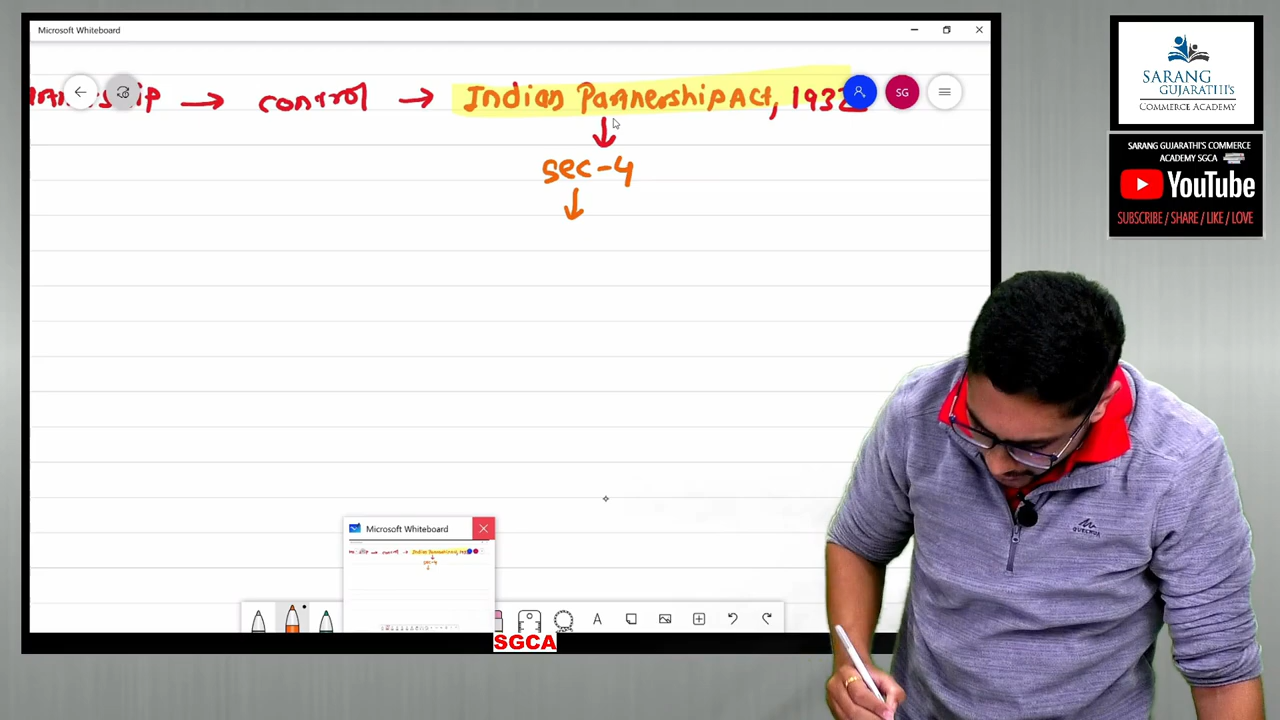 Microsoft Whiteboard
control → Indian Partnership Act, 1932
SG
↓
Sec-4
↓
Microsoft Whiteboard
A
SGCA
SARANG
GUJARATHI'S
COMMERCE ACADEMY
SARANG GUJARATHI'S COMMERCE
ACADEMY SGCA
YouTube
SUBSCRIBE / SHARE / LIKE / LOVE
QUECHUA